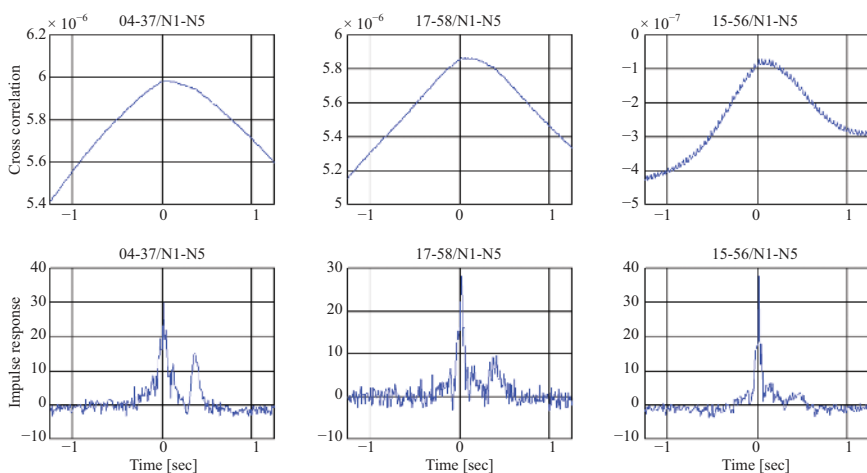 × 10⁻⁶ 04-37/N1-N5
6.2
6
5.8
5.6
5.4
−1 0 1
Cross correlation
× 10⁻⁶ 17-58/N1-N5
6
5.8
5.6
5.4
5.2
5
−1 0 1
× 10⁻⁷ 15-56/N1-N5
0
−1
−2
−3
−4
−5
−1 0 1
04-37/N1-N5
40
30
20
10
0
−10
−1 0 1
Impulse response
Time [sec]
17-58/N1-N5
30
20
10
0
−10
−1 0 1
Time [sec]
15-56/N1-N5
40
30
20
10
0
−10
−1 0 1
Time [sec]